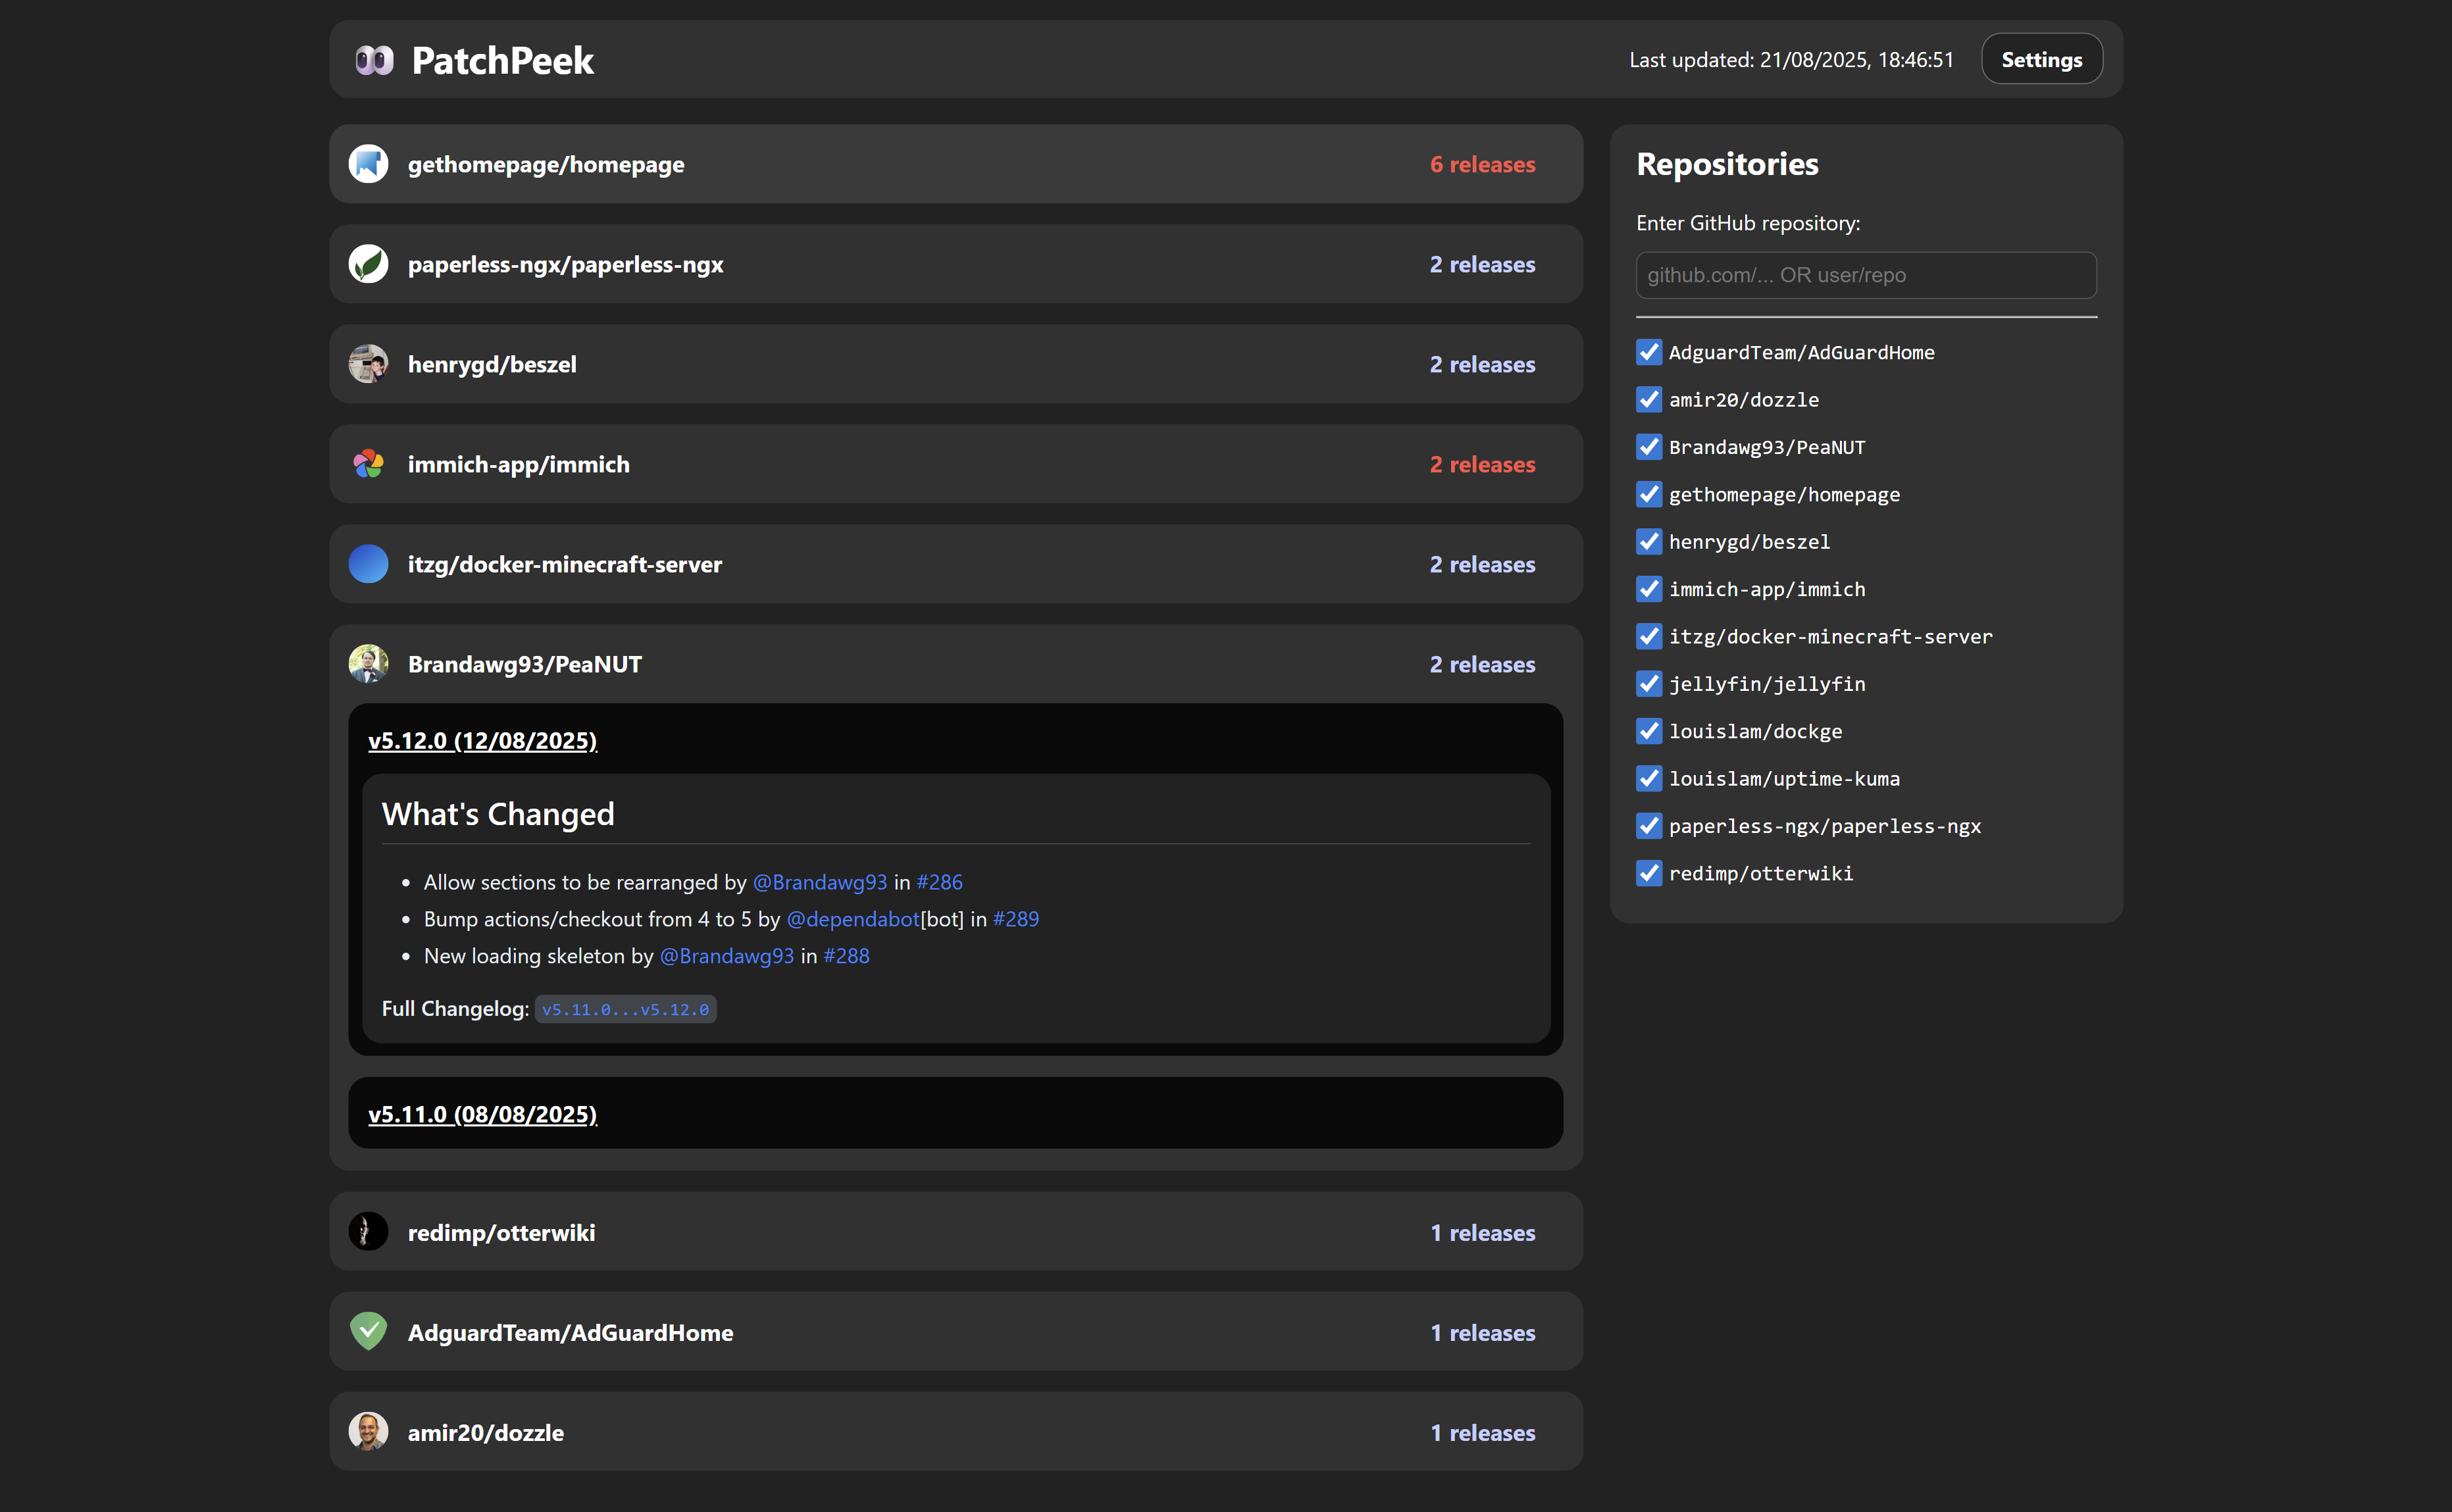 PatchPeek
Last updated: 21/08/2025, 18:46:51
Settings
gethomepage/homepage
6 releases
paperless-ngx/paperless-ngx
2 releases
henrygd/beszel
2 releases
immich-app/immich
2 releases
itzg/docker-minecraft-server
2 releases
Brandawg93/PeaNUT
2 releases
v5.12.0 (12/08/2025)
What's Changed
• Allow sections to be rearranged by @Brandawg93 in #286
• Bump actions/checkout from 4 to 5 by @dependabot[bot] in #289
• New loading skeleton by @Brandawg93 in #288
Full Changelog: v5.11.0...v5.12.0
v5.11.0 (08/08/2025)
redimp/otterwiki
1 releases
AdguardTeam/AdGuardHome
1 releases
amir20/dozzle
1 releases
Repositories
Enter GitHub repository:
github.com/... OR user/repo
AdguardTeam/AdGuardHome
amir20/dozzle
Brandawg93/PeaNUT
gethomepage/homepage
henrygd/beszel
immich-app/immich
itzg/docker-minecraft-server
jellyfin/jellyfin
louislam/dockge
louislam/uptime-kuma
paperless-ngx/paperless-ngx
redimp/otterwiki